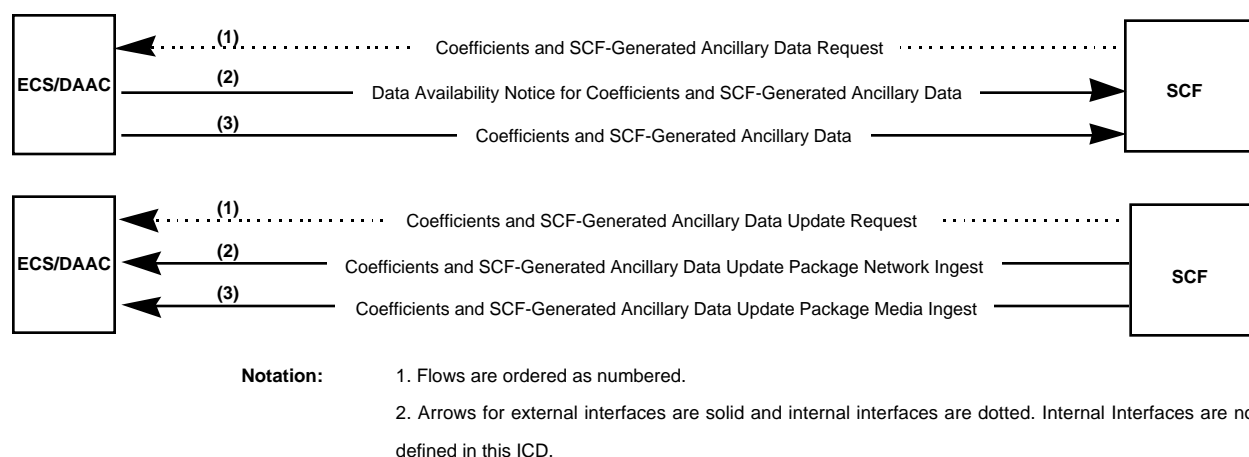 (1)
Coefficients and SCF-Generated Ancillary Data Request
ECS/DAAC
(2)
SCF
Data Availability Notice for Coefficients and SCF-Generated Ancillary Data
(3)
Coefficients and SCF-Generated Ancillary Data
(1)
Coefficients and SCF-Generated Ancillary Data Update Request
ECS/DAAC
(2)
Coefficients and SCF-Generated Ancillary Data Update Package Network Ingest
SCF
(3)
Coefficients and SCF-Generated Ancillary Data Update Package Media Ingest
Notation: 1. Flows are ordered as numbered.
2. Arrows for external interfaces are solid and internal interfaces are dotted. Internal Interfaces are
defined in this ICD.